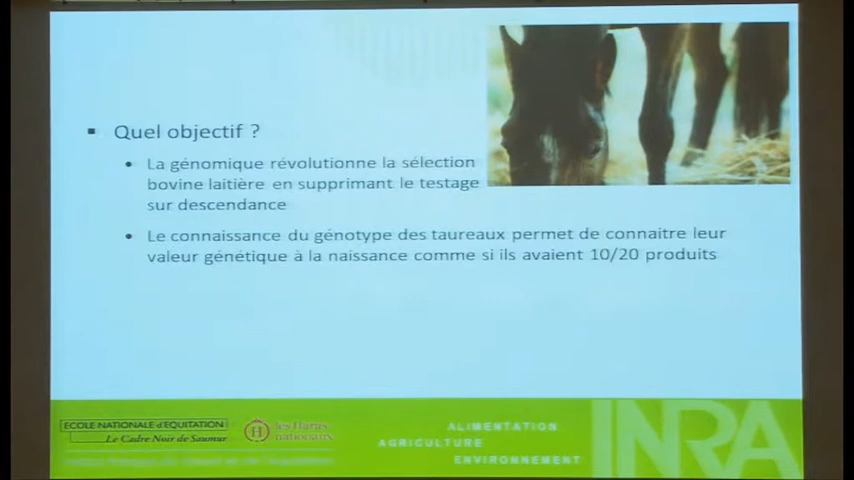 Quel objectif ?
La génomique révolutionne la sélection
bovine laitière en supprimant le testage
sur descendance
Le connaissance du génotype des taureaux permet de connaitre leur
valeur génétique à la naissance comme si ils avaient 10/20 produits
ECOLE NATIONALE d'EQUITATION
Le Cadre Noir de Saumur
les Haras
nationaux
ALIMENTATION
AGRICULTURE
ENVIRONNEMENT
INRA